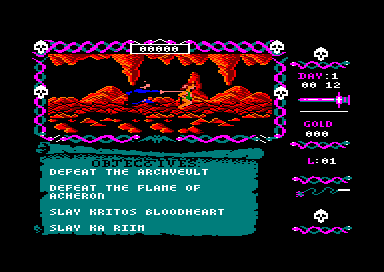 00000
DAY:1
00 12
GOLD
000
L:01
OBJECTIVES
DEFEAT THE ARCHVEULT
DEFEAT THE FLAME OF
ACHERON
SLAY KRITOS BLOODHEART
SLAY KA RIIM